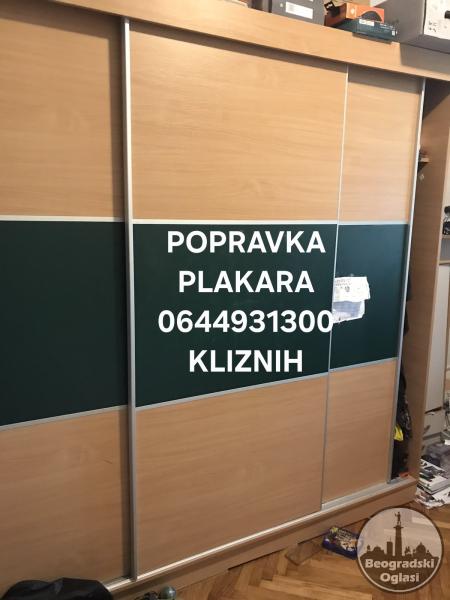 POPRAVKA
PLAKARA
0644931300
KLIZNIH
Beogradski
Oglasi